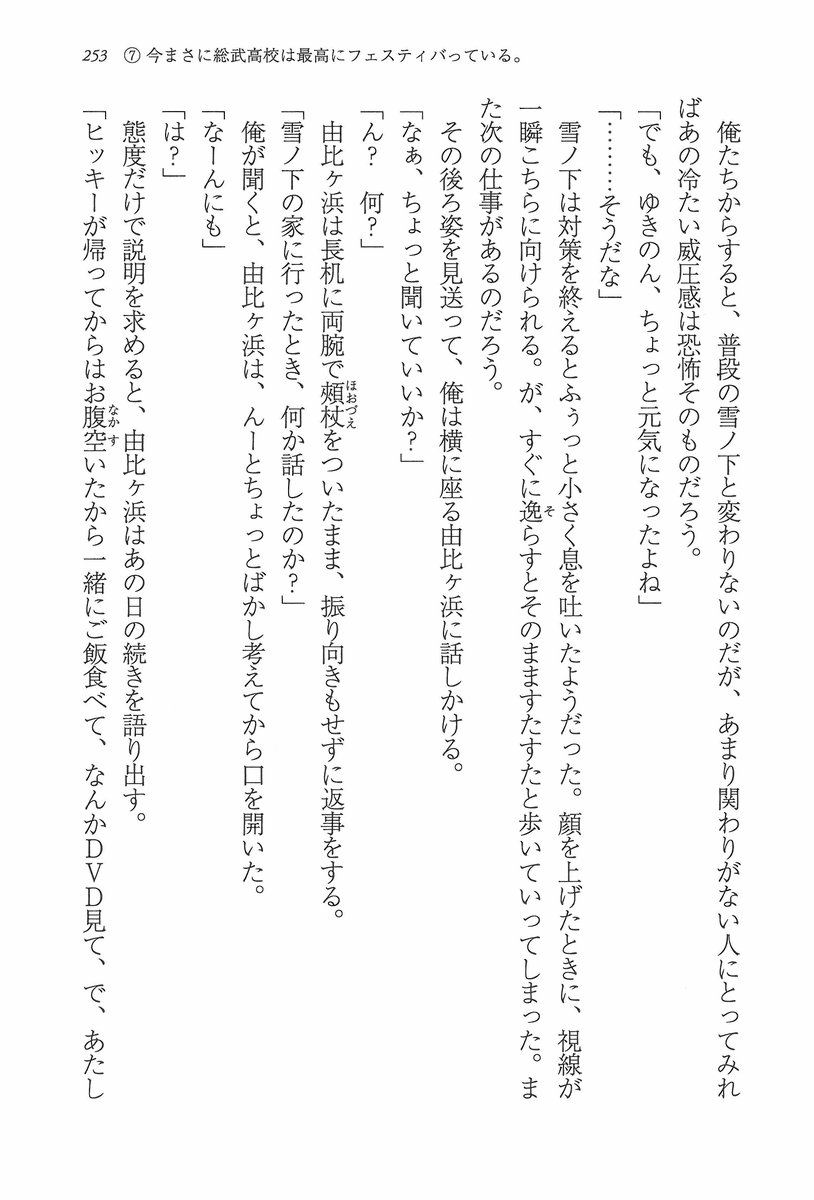 253 ⑦ 今まさに総武高校は最高にフェスティバっている。
俺たちからすると、普段の雪ノ下と変わりないのだが、あまり関わりがない人にとってみれ
ばあの冷たい威圧感は恐怖そのものだろう。
「でも、ゆきのん、ちょっと元気になったよね」
「………そうだな」
雪ノ下は対策を終えるとふぅっと小さく息を吐いたようだった。顔を上げたときに、視線が
一瞬こちらに向けられる。が、すぐに逸らすとそのまますたすたと歩いていってしまった。ま
た次の仕事があるのだろう。
その後ろ姿を見送って、俺は横に座る由比ヶ浜に話しかける。
「なぁ、ちょっと聞いていいか?」
「ん? 何?」
由比ヶ浜は長机に両腕で頰杖をついたまま、振り向きもせずに返事をする。
「雪ノ下の家に行ったとき、何か話したのか?」
俺が聞くと、由比ヶ浜は、んーとちょっとばかし考えてから口を開いた。
「なーんにも」
「は?」
態度だけで説明を求めると、由比ヶ浜はあの日の続きを語り出す。
「ヒッキーが帰ってからはお腹空いたから一緒にご飯食べて、なんかDVD見て、で、あたし